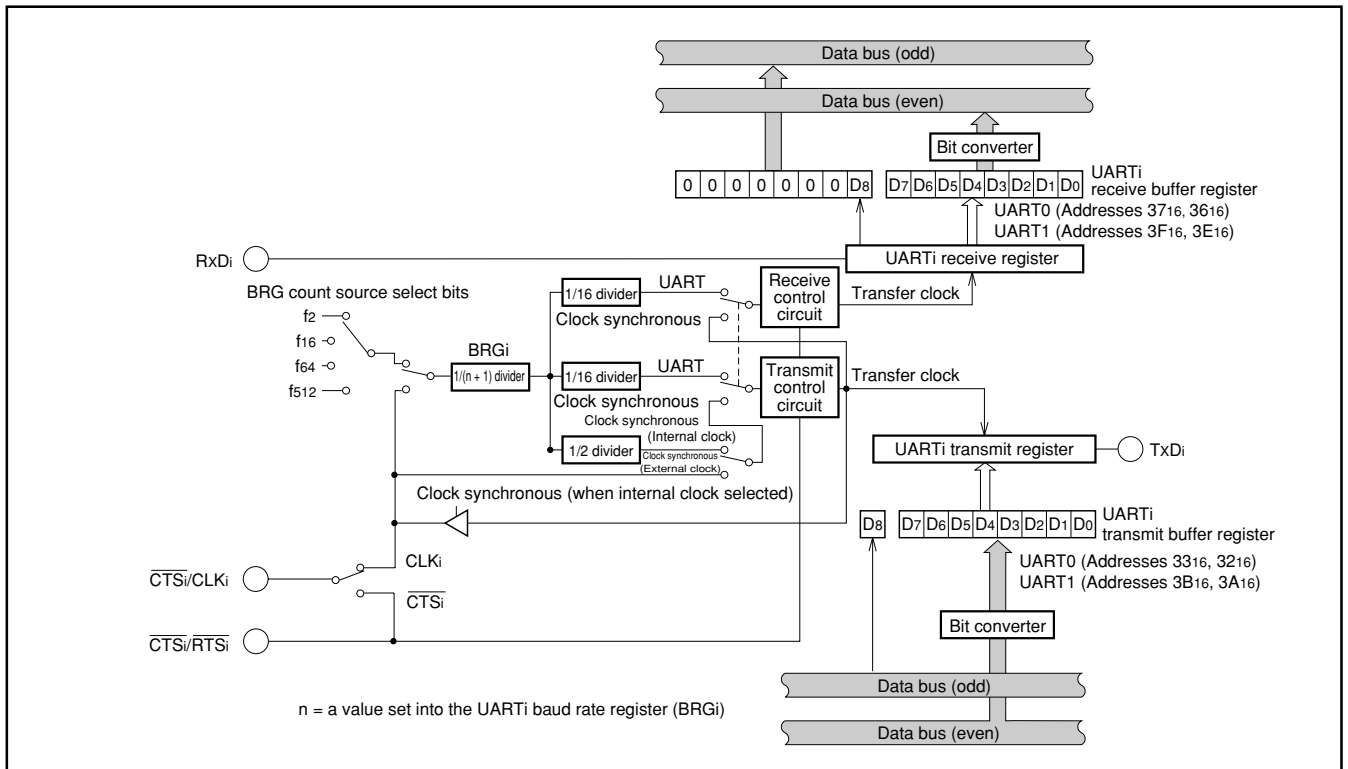 Data bus (odd)
Data bus (even)
Bit converter
0 0 0 0 0 0 0 D8
D7 D6 D5 D4 D3 D2 D1 D0
UARTi
receive buffer register
UART0 (Addresses 3716, 3616)
UART1 (Addresses 3F16, 3E16)
RxDi
UARTi receive register
BRG count source select bits
f2
f16
f64
f512
BRGi
1/(n + 1) divider
1/16 divider
UART
Clock synchronous
Receive
control
circuit
Transfer clock
1/16 divider
UART
Clock synchronous
Transmit
control
circuit
Transfer clock
Clock synchronous
(Internal clock)
1/2 divider
Clock synchronous
(External clock)
UARTi transmit register
TxDi
Clock synchronous (when internal clock selected)
D8
D7 D6 D5 D4 D3 D2 D1 D0
UARTi
transmit buffer register
UART0 (Addresses 3316, 3216)
UART1 (Addresses 3B16, 3A16)
CTSi/CLKi
CLKi
CTSi
CTSi/RTSi
Bit converter
Data bus (odd)
Data bus (even)
n = a value set into the UARTi baud rate register (BRGi)